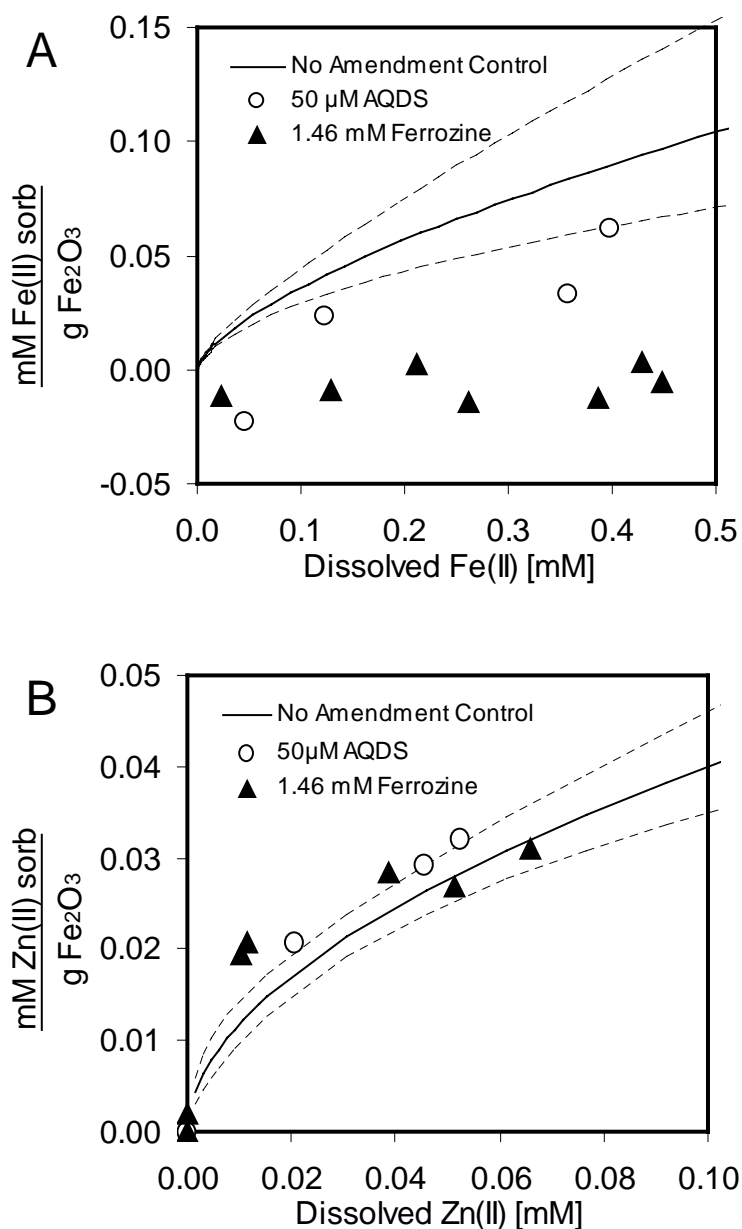 A
0.15
0.10
0.05
0.00
-0.05
No Amendment Control
50 µM AQDS
1.46 mM Ferrozine
mM Fe(II) sorb
g Fe2O3
0.0 0.1 0.2 0.3 0.4 0.5
Dissolved Fe(II) [mM]
B
0.05
0.04
0.03
0.02
0.01
0.00
No Amendment Control
50µM AQDS
1.46 mM Ferrozine
mM Zn(II) sorb
g Fe2O3
0.00 0.02 0.04 0.06 0.08 0.10
Dissolved Zn(II) [mM]